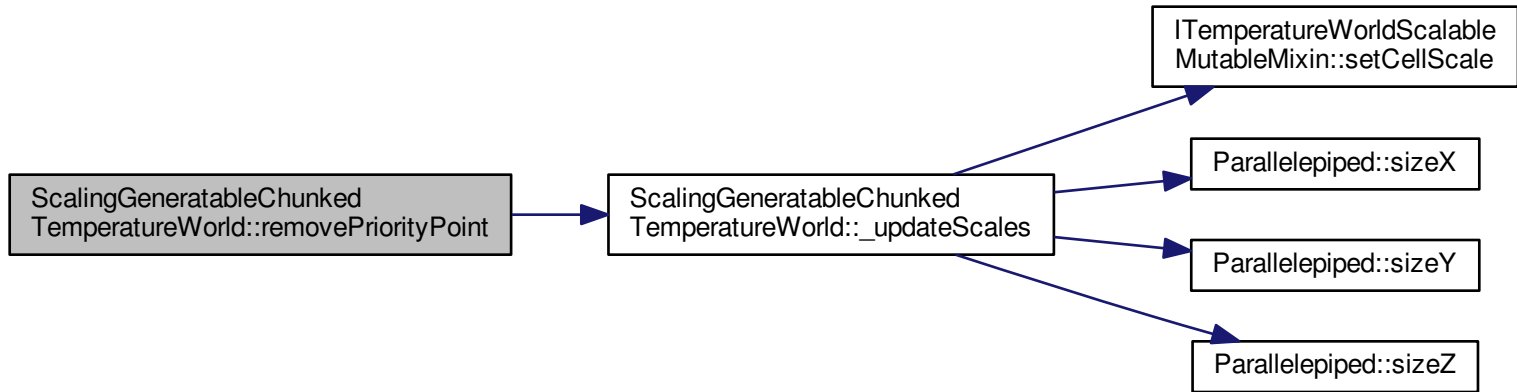 ScalingGeneratableChunked
TemperatureWorld::removePriorityPoint
ScalingGeneratableChunked
TemperatureWorld::_updateScales
ITemperatureWorldScalable
MutableMixin::setCellScale
Parallelepiped::sizeX
Parallelepiped::sizeY
Parallelepiped::sizeZ